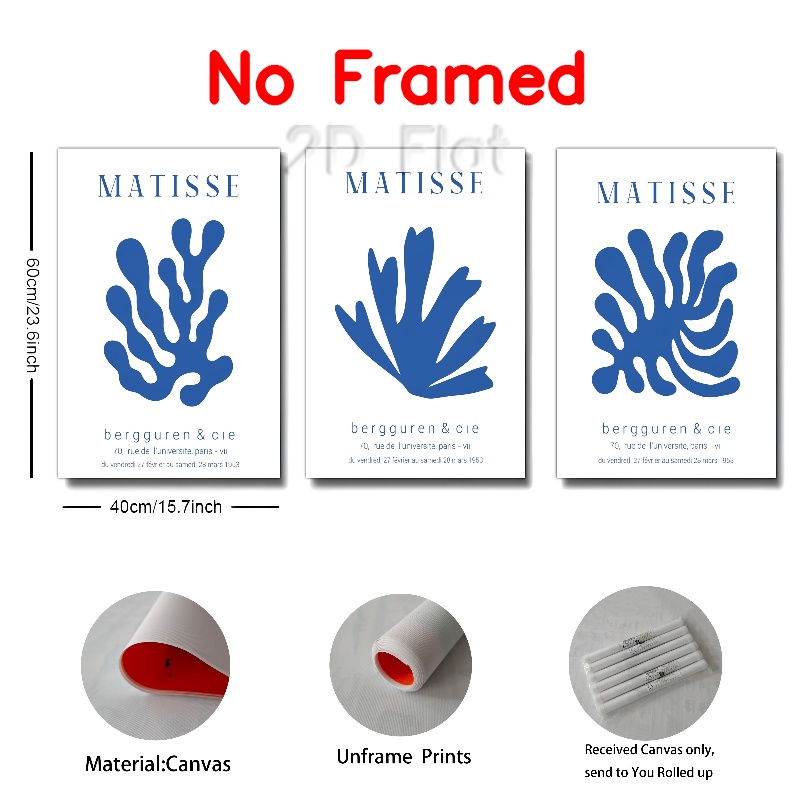 No Framed
2D Flat
MATISSE
bergguren & cie
70, rue de l'universite, paris - vii
du vendredi 27 février au samedi 28 mars 1953
MATISSE
bergguren & cie
70, rue de l'universite, paris - vii
du vendredi 27 février au samedi 28 mars 1953
MATISSE
bergguren & cie
70, rue de l'universite, paris - vii
du vendredi 27 février au samedi 28 mars 1953
60cm/23.6inch
40cm/15.7inch
Material:Canvas
Unframe Prints
Received Canvas only,
send to You Rolled up